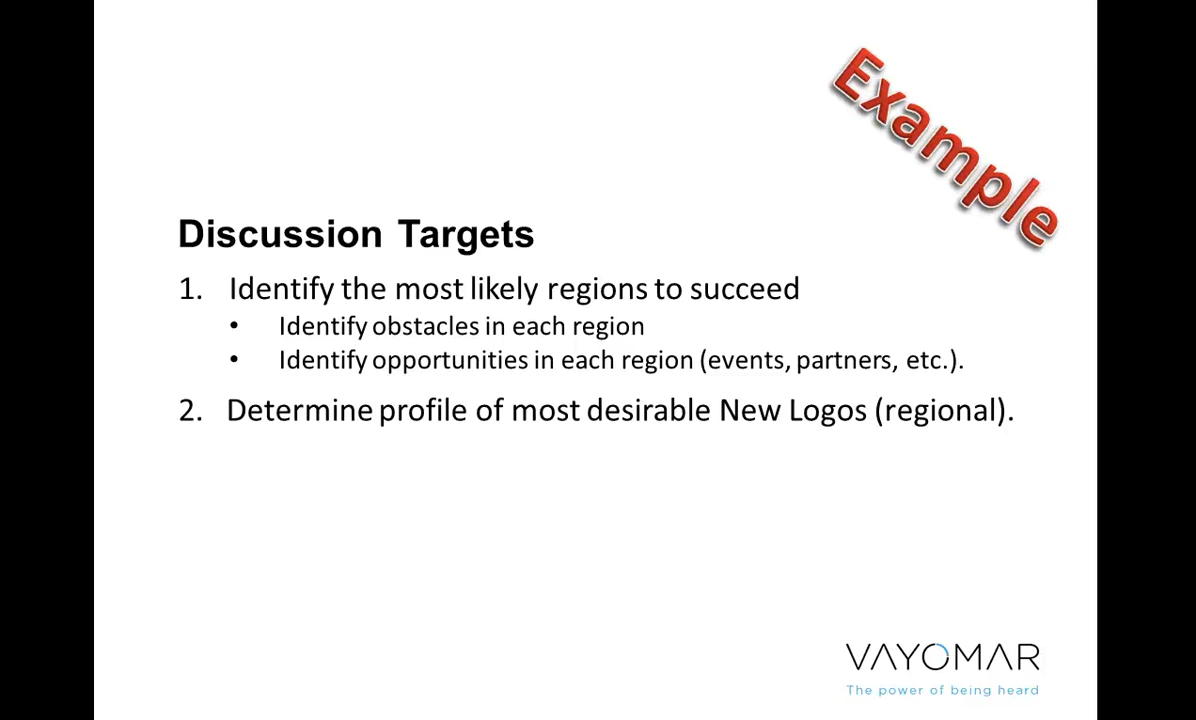 Example
Discussion Targets
1. Identify the most likely regions to succeed
• Identify obstacles in each region
• Identify opportunities in each region (events, partners, etc.).
2. Determine profile of most desirable New Logos (regional).
VAYOMAR
The power of being heard